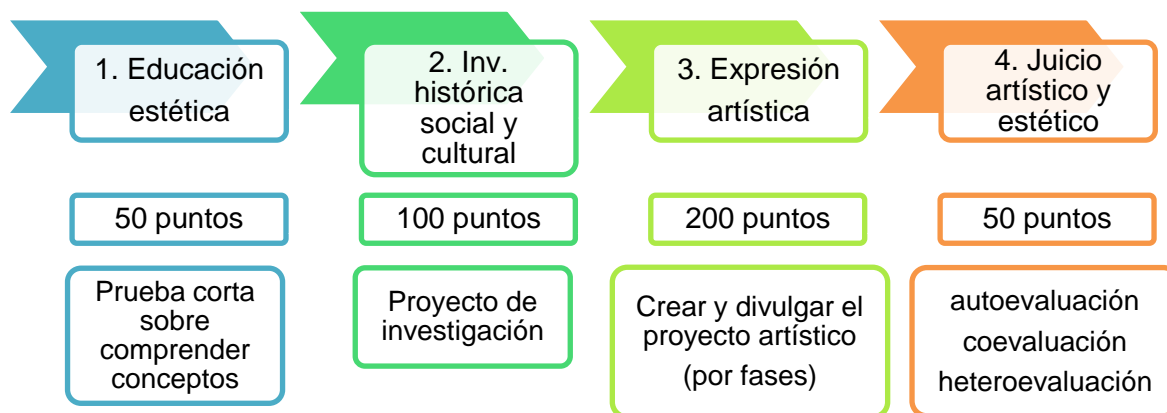 1. Educación
estética
50 puntos
Prueba corta
sobre
comprender
conceptos
2. Inv.
histórica
social y
cultural
100 puntos
Proyecto de
investigación
3. Expresión
artística
200 puntos
Crear y divulgar el
proyecto artístico
(por fases)
4. Juicio
artístico y
estético
50 puntos
autoevaluación
coevaluación
heteroevaluación